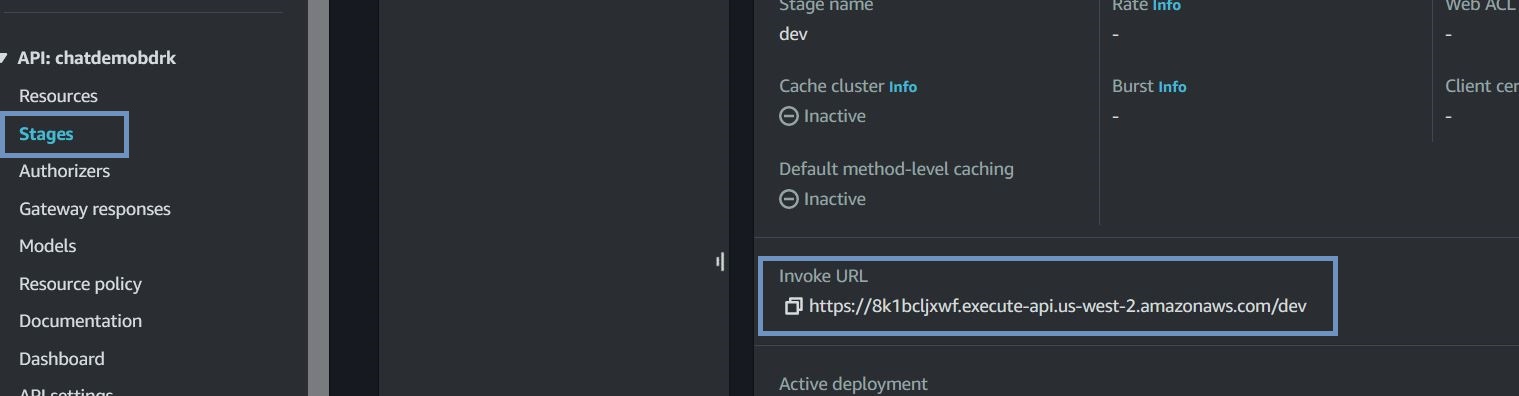 API: chatdemobdrk
Resources
Stages
Authorizers
Gateway responses
Models
Resource policy
Documentation
Dashboard
API settings
Stage name
dev
Cache cluster Info
Inactive
Default method-level caching
Inactive
Rate Info
-
Burst Info
-
Web ACL
-
Client cer
-
Invoke URL
https://8k1bcljxwf.execute-api.us-west-2.amazonaws.com/dev
Active deployment